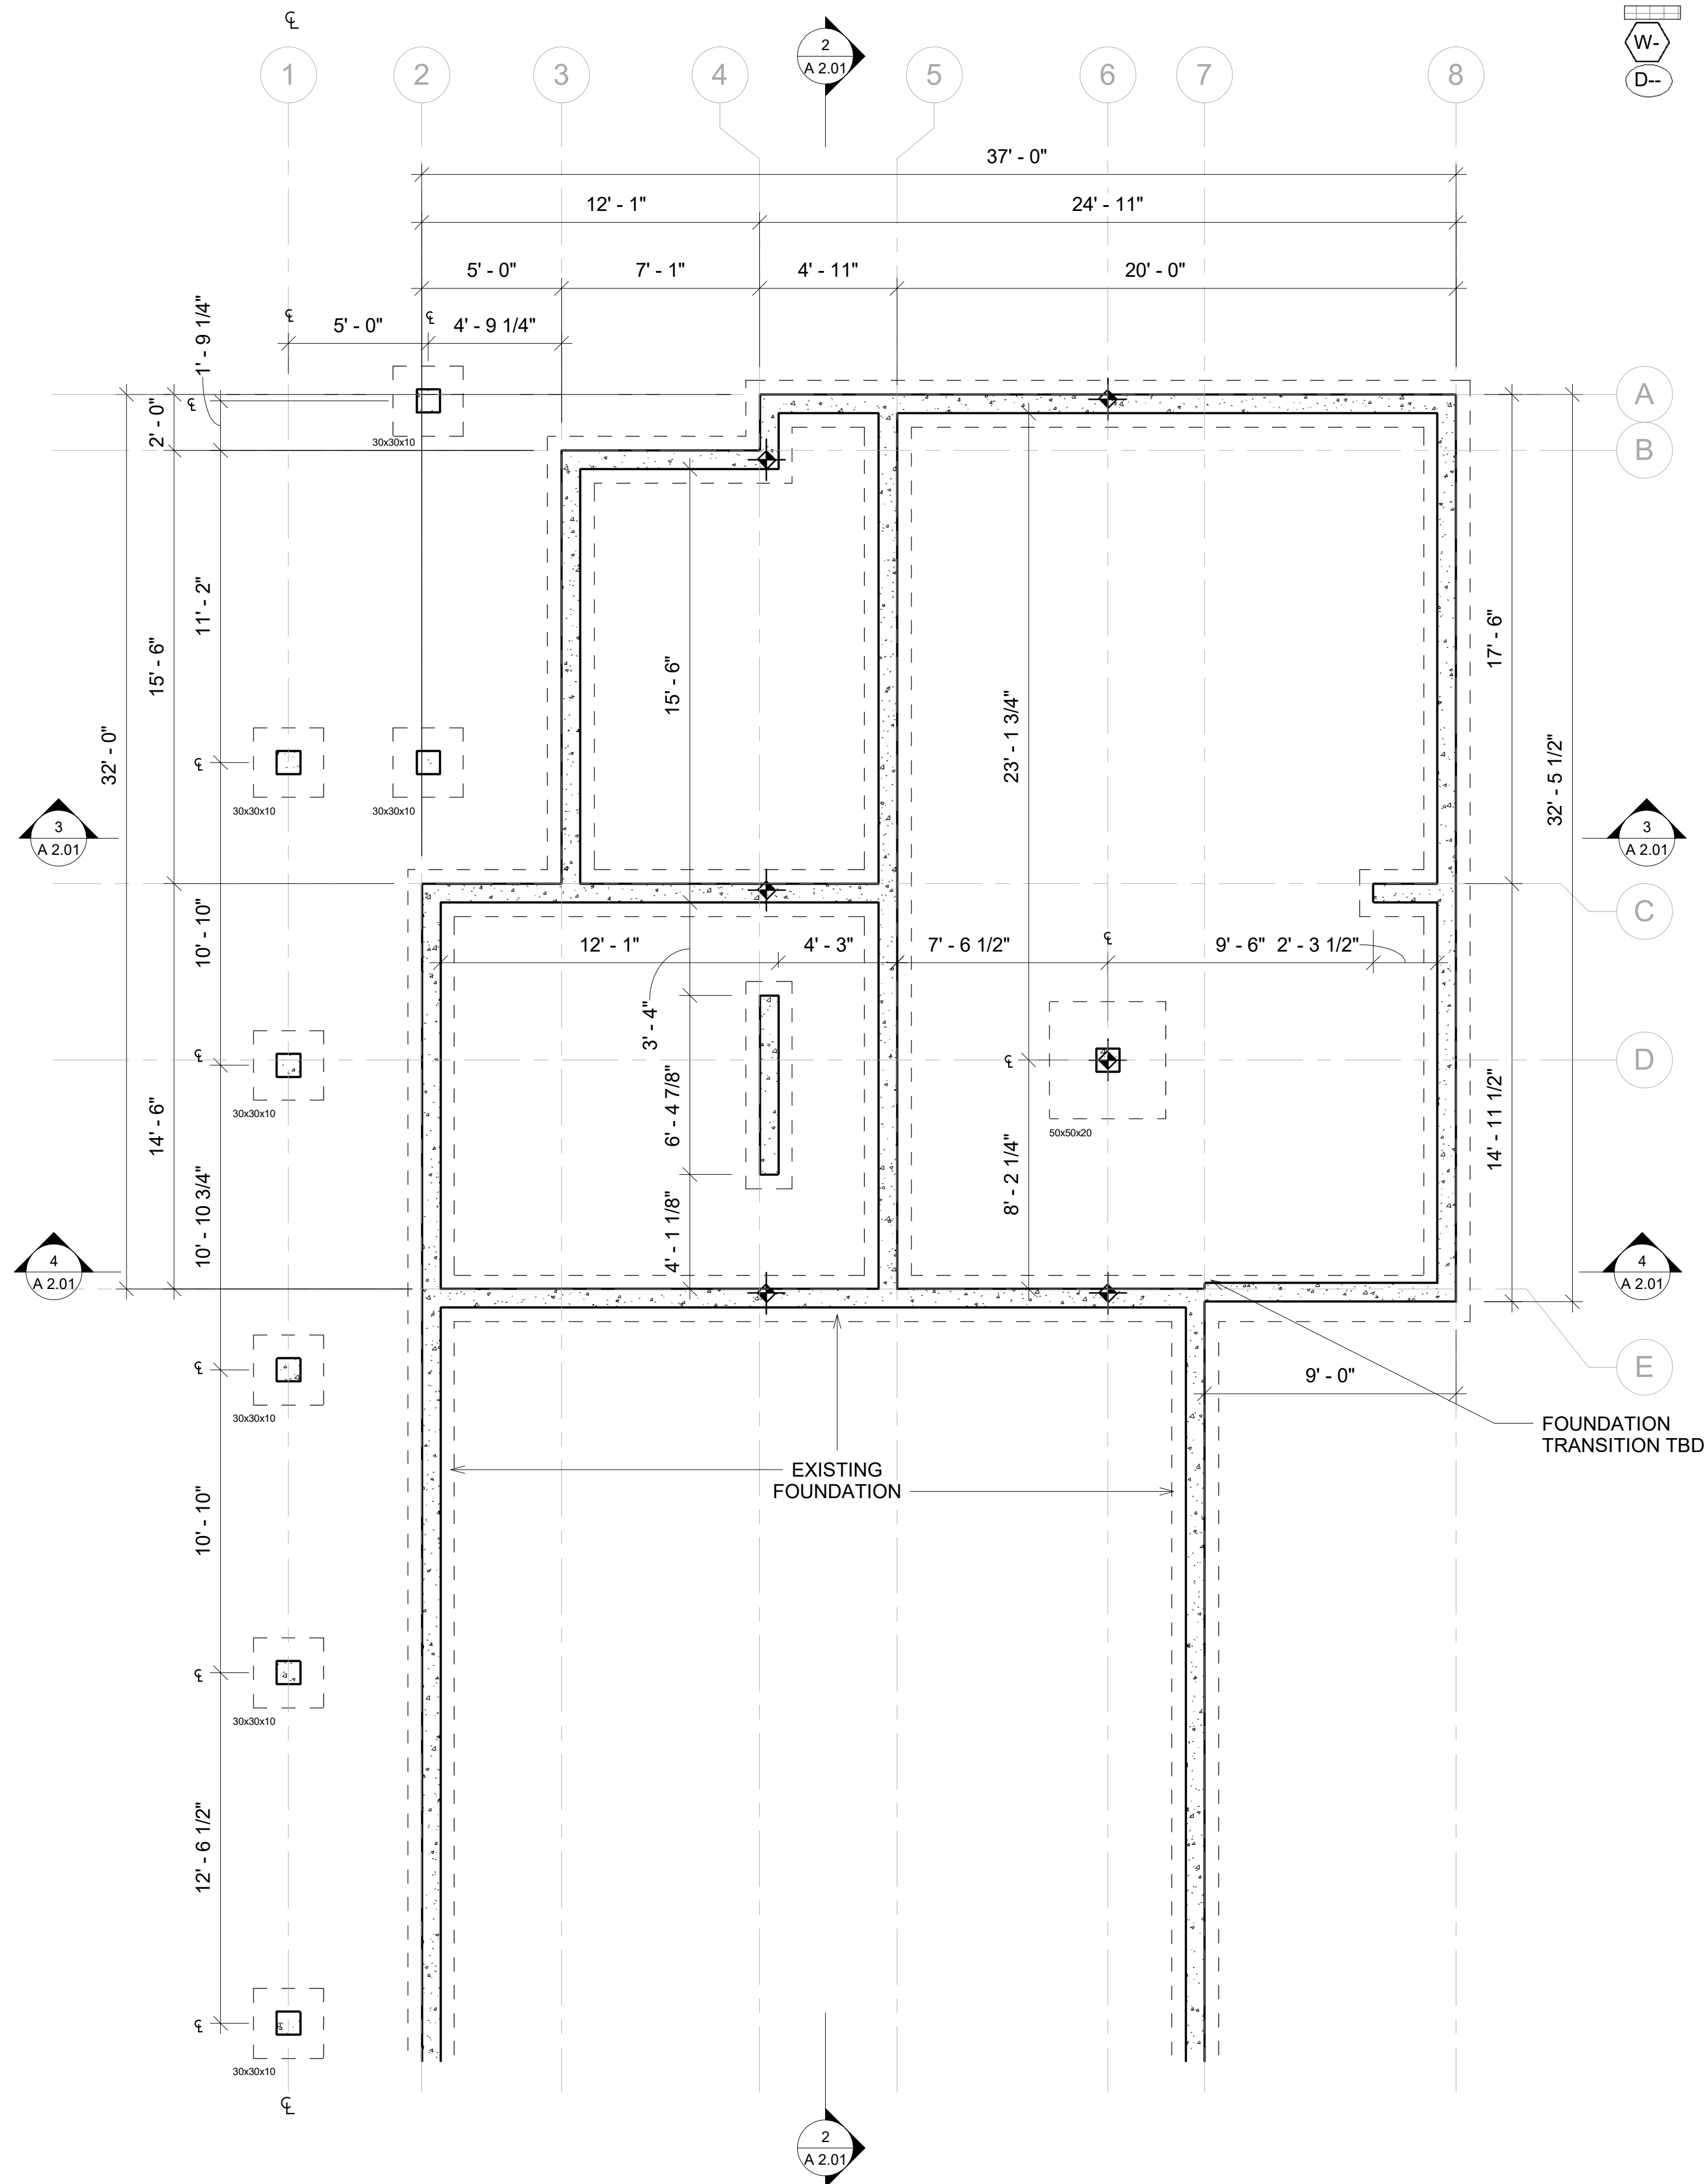 ℄
2
A 2.01
W-
D--
1
2
3
4
5
6
7
8
37' - 0"
12' - 1"
24' - 11"
5' - 0"
7' - 1"
4' - 11"
20' - 0"
℄
5' - 0"
℄
4' - 9 1/4"
1' - 9 1/4"
2' - 0"
℄
30x30x10
A
B
11' - 2"
15' - 6"
32' - 0"
15' - 6"
23' - 1 3/4"
17' - 6"
32' - 5 1/2"
℄
30x30x10
30x30x10
3
A 2.01
3
A 2.01
C
10' - 10"
12' - 1"
4' - 3"
7' - 6 1/2"
℄
9' - 6"
2' - 3 1/2"
3' - 4"
℄
℄
D
30x30x10
50x50x20
14' - 6"
6' - 4 7/8"
8' - 2 1/4"
14' - 11 1/2"
10' - 10 3/4"
4' - 1 1/8"
4
A 2.01
4
A 2.01
℄
30x30x10
E
9' - 0"
FOUNDATION
TRANSITION TBD
EXISTING
FOUNDATION
10' - 10"
℄
30x30x10
12' - 6 1/2"
℄
30x30x10
℄
2
A 2.01